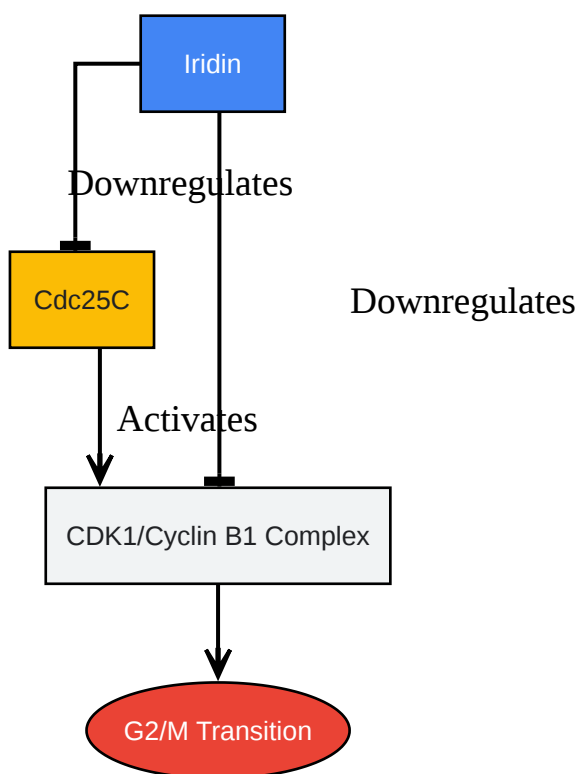 Iridin
Downregulates
Cdc25C
Downregulates
Activates
CDK1/Cyclin B1 Complex
G2/M Transition